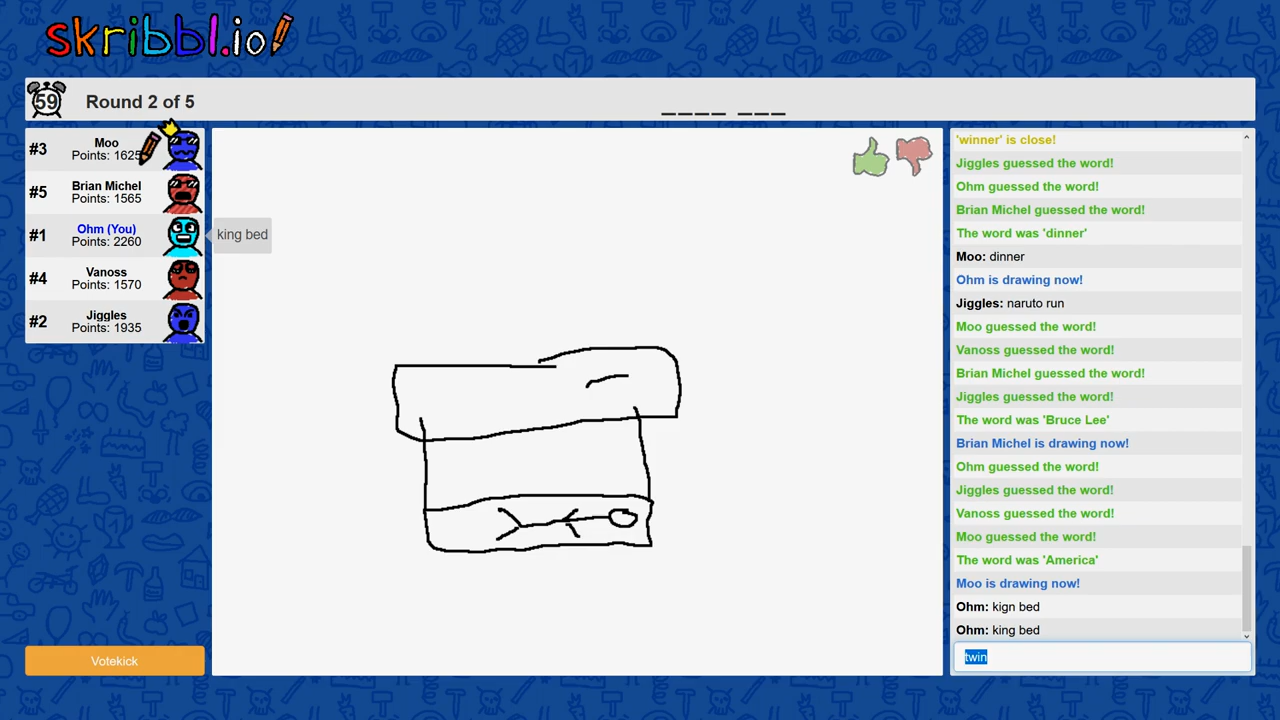 skribbl.io
59
Round 2 of 5
____ ___
#3
Moo
Points: 1625
#5
Brian Michel
Points: 1565
#1
Ohm (You)
Points: 2260
king bed
#4
Vanoss
Points: 1570
#2
Jiggles
Points: 1935
Votekick
'winner' is close!
Jiggles guessed the word!
Ohm guessed the word!
Brian Michel guessed the word!
The word was 'dinner'
Moo: dinner
Ohm is drawing now!
Jiggles: naruto run
Moo guessed the word!
Vanoss guessed the word!
Brian Michel guessed the word!
Jiggles guessed the word!
The word was 'Bruce Lee'
Brian Michel is drawing now!
Ohm guessed the word!
Jiggles guessed the word!
Vanoss guessed the word!
Moo guessed the word!
The word was 'America'
Moo is drawing now!
Ohm: kign bed
Ohm: king bed
twin